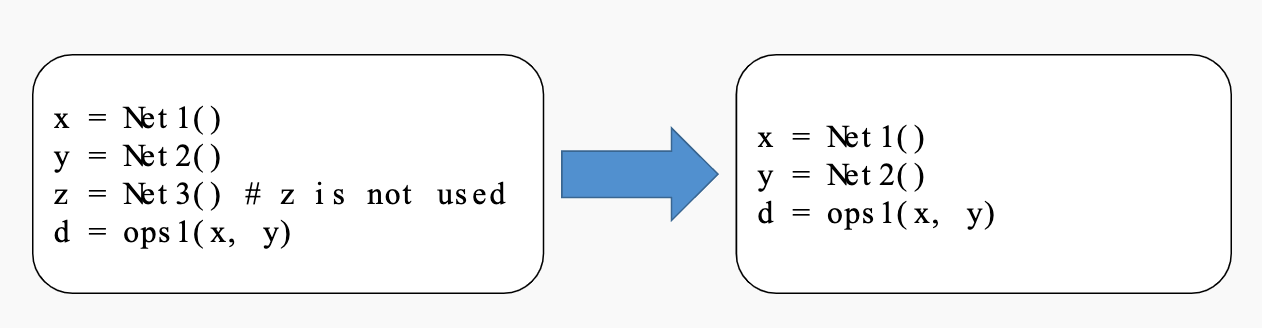 x = Net1()
y = Net2()
z = Net3() # z is not used
d = ops1(x, y)
x = Net1()
y = Net2()
d = ops1(x, y)